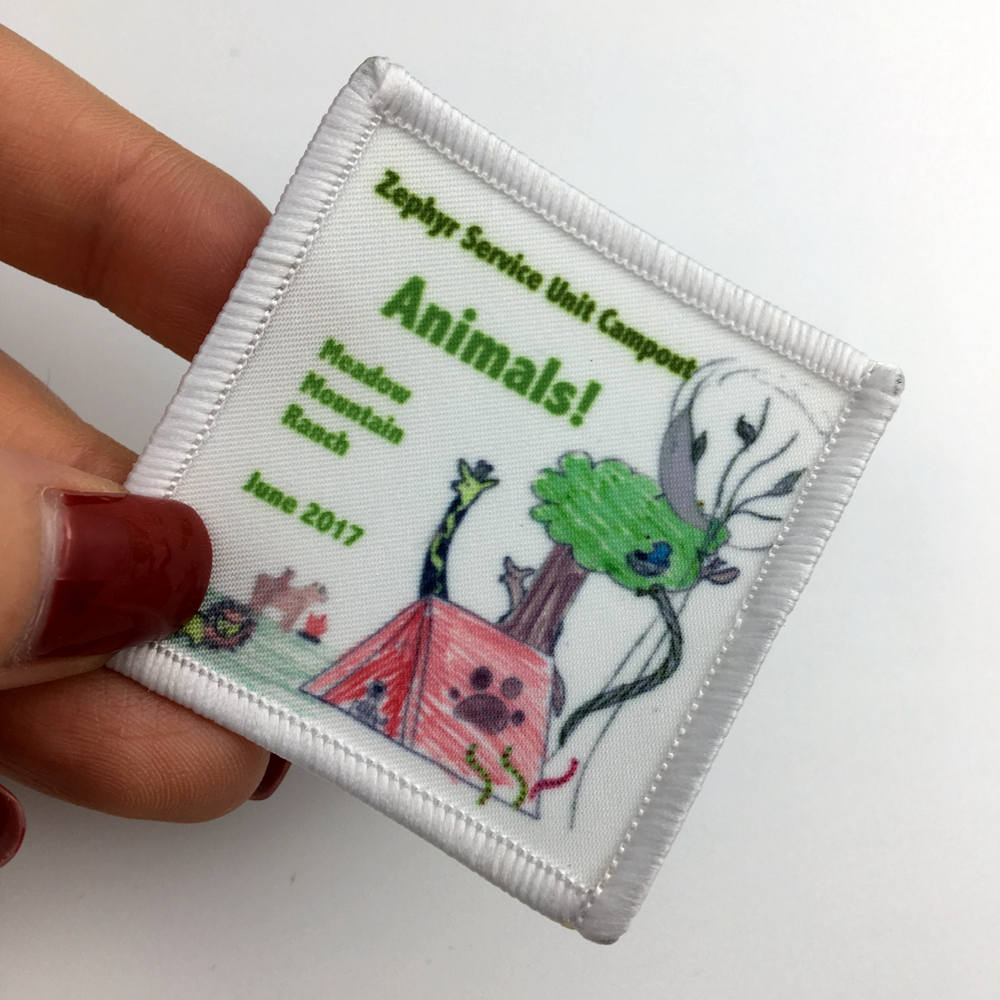 Zephyr Service Unit Campout
Animals!
Meadow
Mountain
Ranch
June 2017